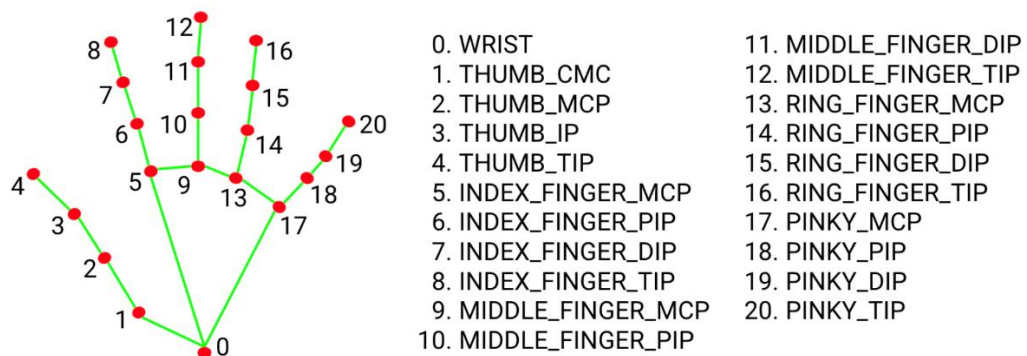 12
8
16
11
7
15
10
6
14
20
19
4
5
9
13
18
3
17
2
1
0
0. WRIST
1. THUMB_CMC
2. THUMB_MCP
3. THUMB_IP
4. THUMB_TIP
5. INDEX_FINGER_MCP
6. INDEX_FINGER_PIP
7. INDEX_FINGER_DIP
8. INDEX_FINGER_TIP
9. MIDDLE_FINGER_MCP
10. MIDDLE_FINGER_PIP
11. MIDDLE_FINGER_DIP
12. MIDDLE_FINGER_TIP
13. RING_FINGER_MCP
14. RING_FINGER_PIP
15. RING_FINGER_DIP
16. RING_FINGER_TIP
17. PINKY_MCP
18. PINKY_PIP
19. PINKY_DIP
20. PINKY_TIP